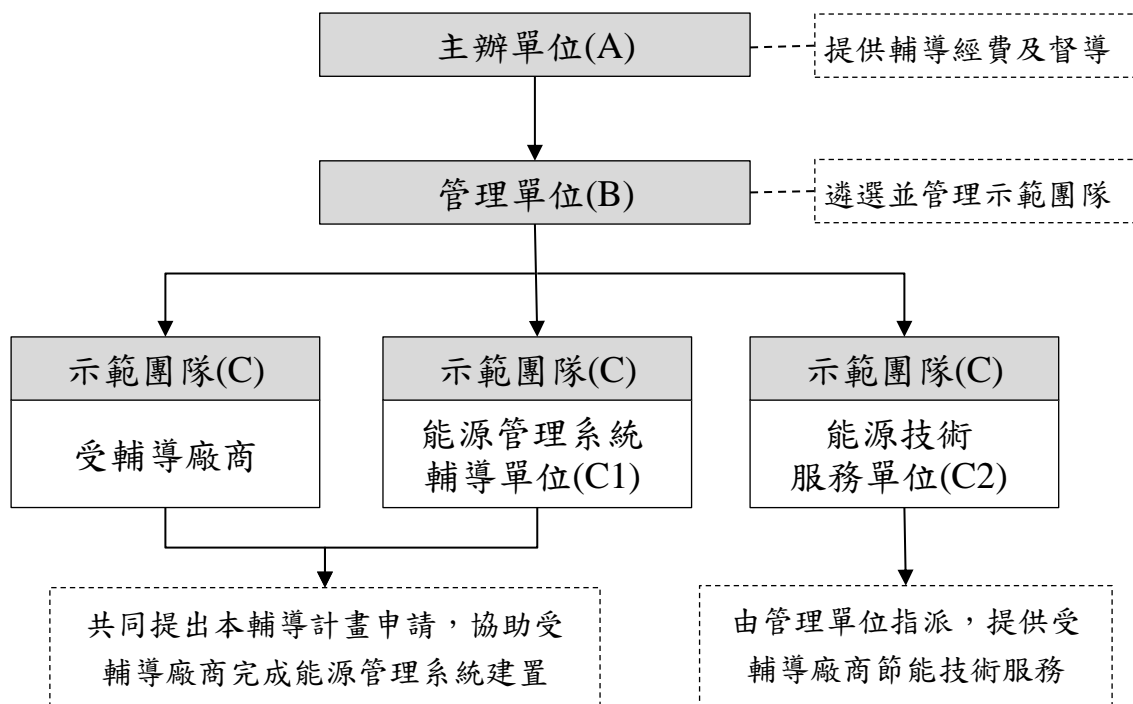 主辦單位(A)
提供輔導經費及督導
管理單位(B)
遴選並管理示範團隊
示範團隊(C)
受輔導廠商
示範團隊(C)
能源管理系統
輔導單位(C1)
示範團隊(C)
能源技術
服務單位(C2)
共同提出本輔導計畫申請，協助受
輔導廠商完成能源管理系統建置
由管理單位指派，提供受
輔導廠商節能技術服務